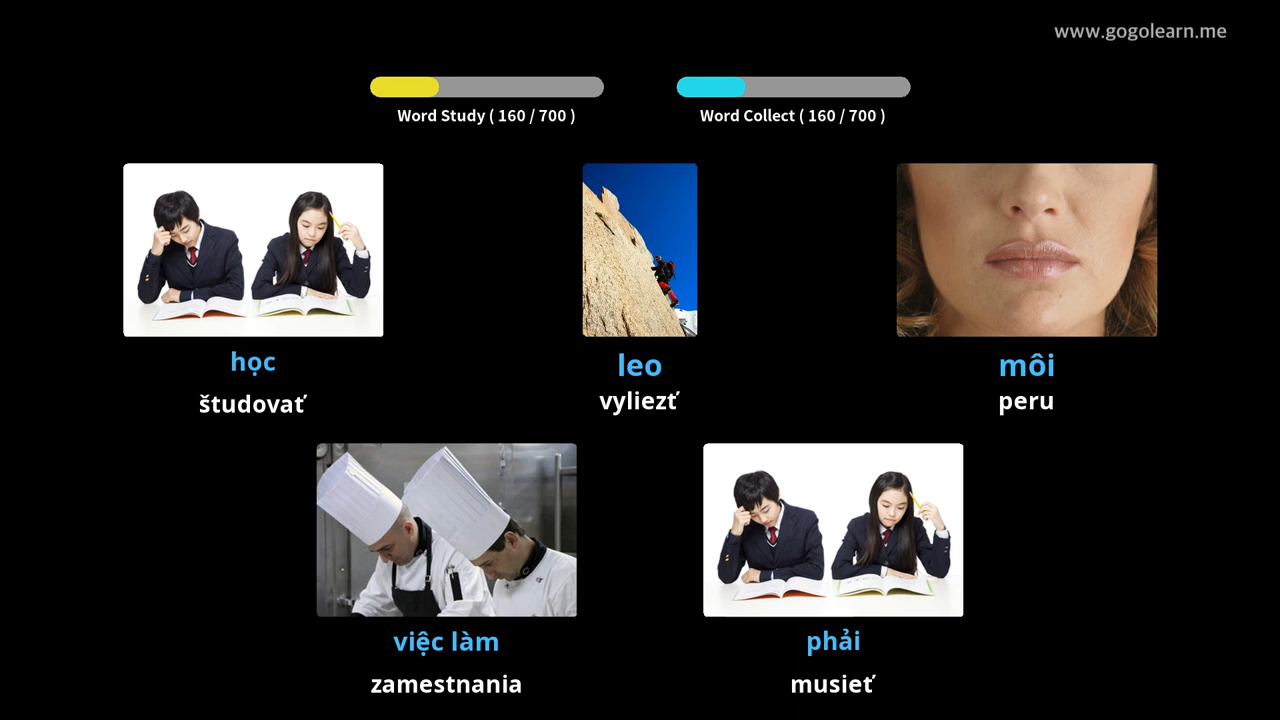 www.gogolearn.me
Word Study ( 160 / 700 )
Word Collect ( 160 / 700 )
học
študovať
leo
vyliezť
môi
peru
việc làm
zamestnania
phải
musieť